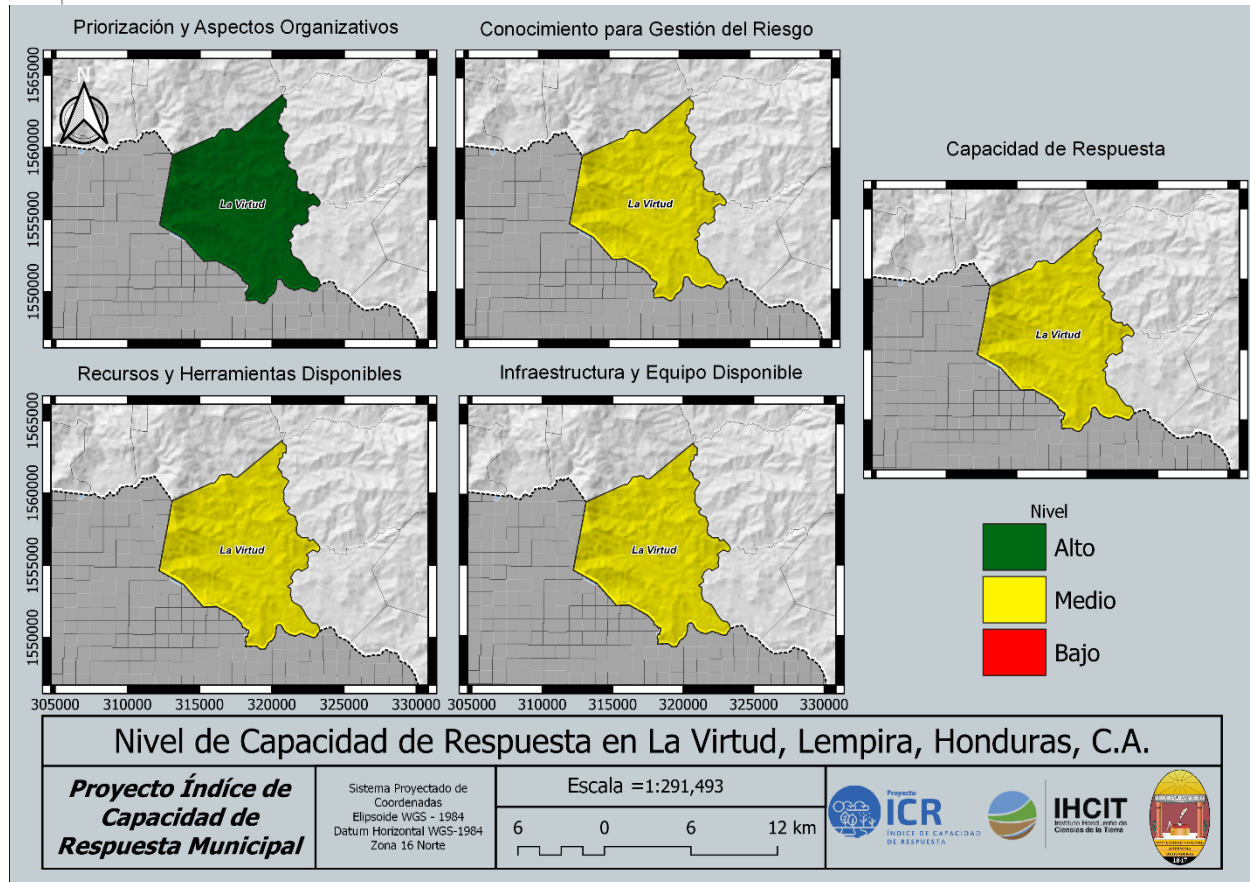 Priorización y Aspectos Organizativos
Conocimiento para Gestión del Riesgo
N
1565000
1560000
1555000
1550000
La Virtud
La Virtud
Capacidad de Respuesta
La Virtud
Recursos y Herramientas Disponibles
Infraestructura y Equipo Disponible
1565000
1560000
1555000
1550000
La Virtud
La Virtud
305000 310000 315000 320000 325000 330000
305000 310000 315000 320000 325000 330000
Nivel
Alto
Medio
Bajo
Nivel de Capacidad de Respuesta en La Virtud, Lempira, Honduras, C.A.
Proyecto Índíce de
Capacidad de
Respuesta Municipal
Sistema Proyectado de
Coordenadas
Elipsoide WGS - 1984
Datum Horizontal WGS-1984
Zona 16 Norte
Escala =1:291,493
6 0 6 12 km
Proyecto
ICR
ÍNDICE DE CAPACIDAD
DE RESPUESTA
IHCIT
Instituto Hondureño de
Ciencias de la Tierra
1847